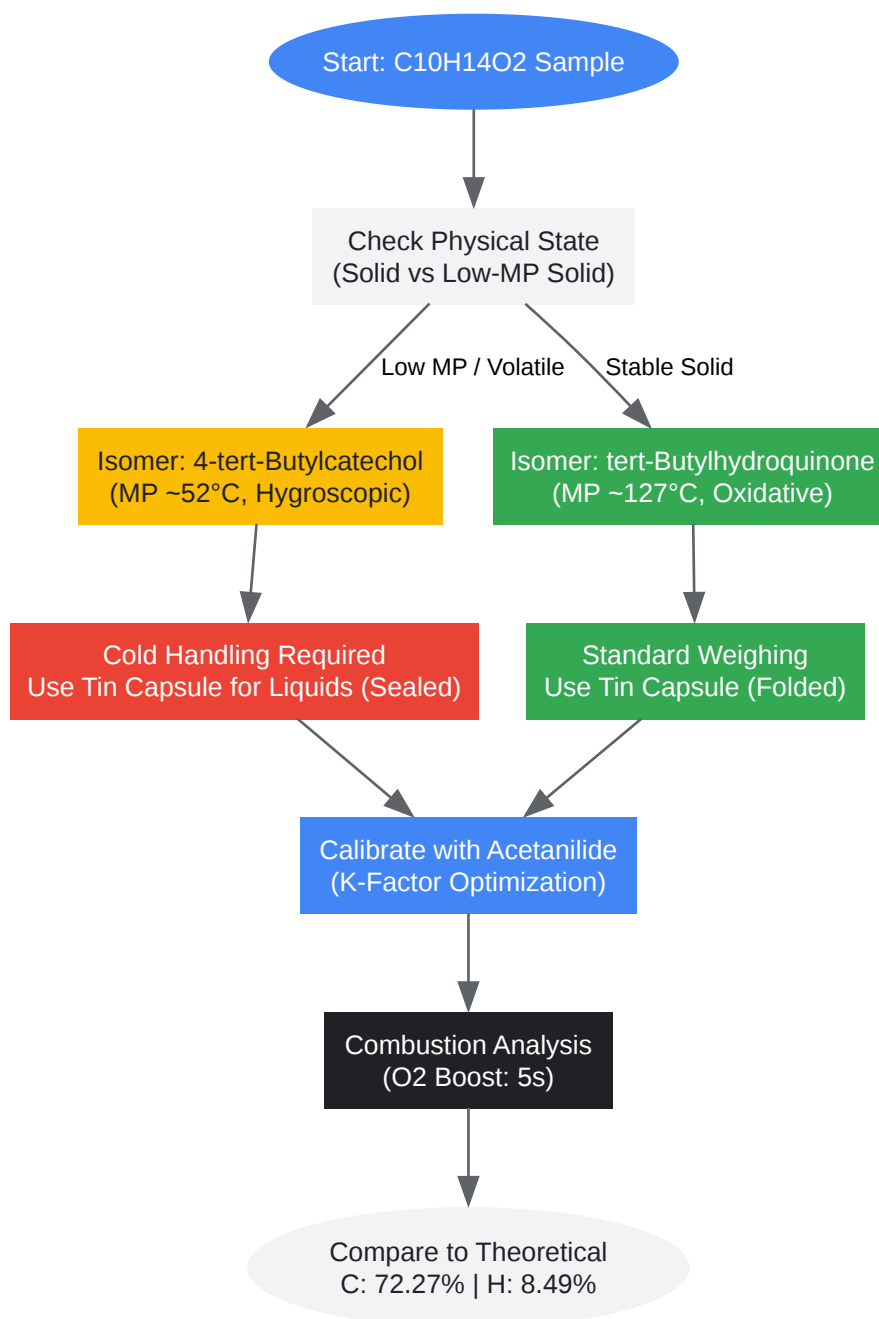 Start: C10H14O2 Sample
Check Physical State
(Solid vs Low-MP Solid)
Low MP / Volatile
Stable Solid
Isomer: 4-tert-Butylcatechol
(MP ~52°C, Hygroscopic)
Isomer: tert-Butylhydroquinone
(MP ~127°C, Oxidative)
Cold Handling Required
Use Tin Capsule for Liquids (Sealed)
Standard Weighing
Use Tin Capsule (Folded)
Calibrate with Acetanilide
(K-Factor Optimization)
Combustion Analysis
(O2 Boost: 5s)
Compare to Theoretical
C: 72.27% | H: 8.49%